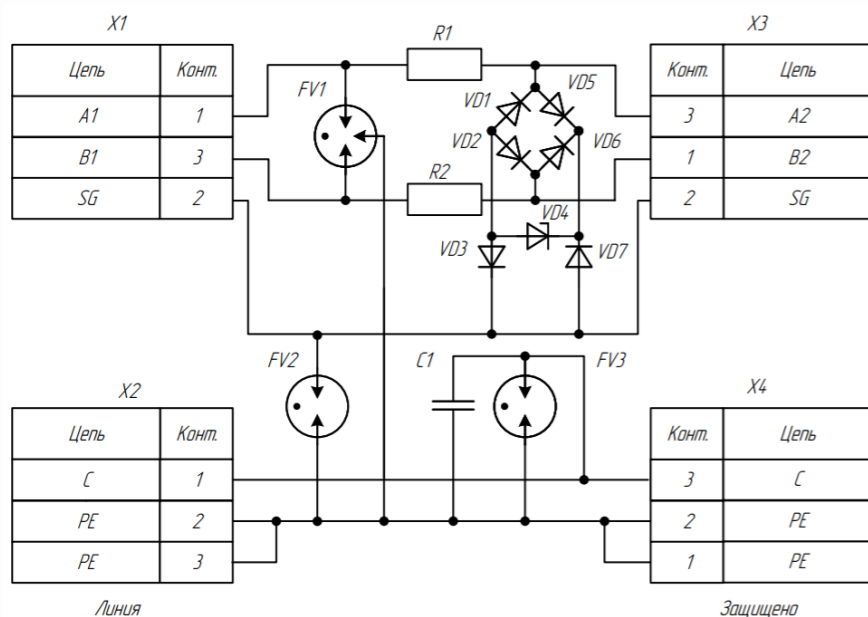 X1
X3
Цепь Конт.
R1
Конт. Цепь
FV1
VD1
VD5
A1 1
3 A2
VD2
VD6
B1 3
1 B2
R2
SG 2
2 SG
VD4
VD3
VD7
FV2
C1
FV3
X2
X4
Цепь Конт.
Конт. Цепь
C 1
3 C
PE 2
2 PE
PE 3
1 PE
Линия
Защищено